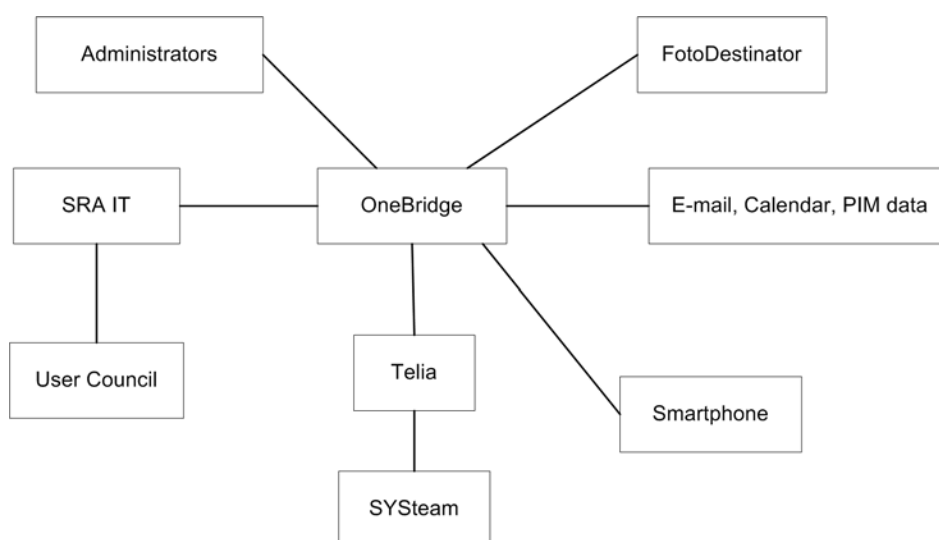 Administrators
FotoDestinator
SRA IT
OneBridge
E-mail, Calendar, PIM data
User Council
Telia
Smartphone
SYSteam